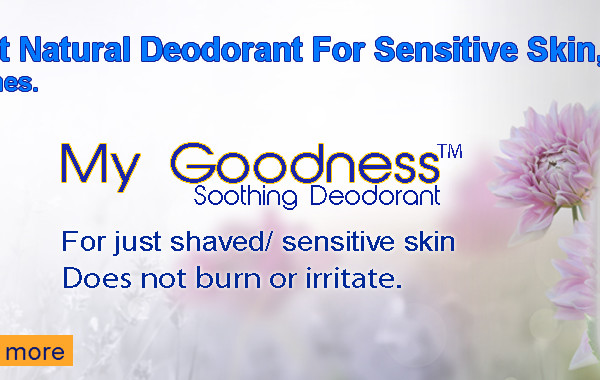 t Natural Deodorant For Sensitive Skin,
nes.
My Goodness™
Soothing Deodorant
For just shaved/ sensitive skin
Does not burn or irritate.
more